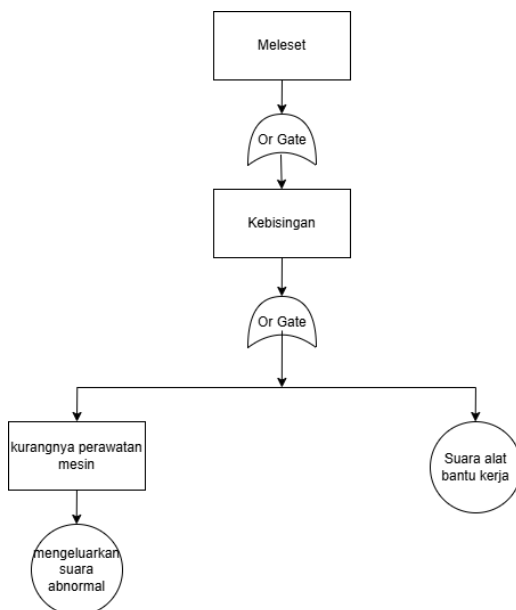 Meleset
Or Gate
Kebisingan
Or Gate
kurangnya perawatan
mesin
Suara alat
bantu kerja
mengeluarkan
suara
abnormal